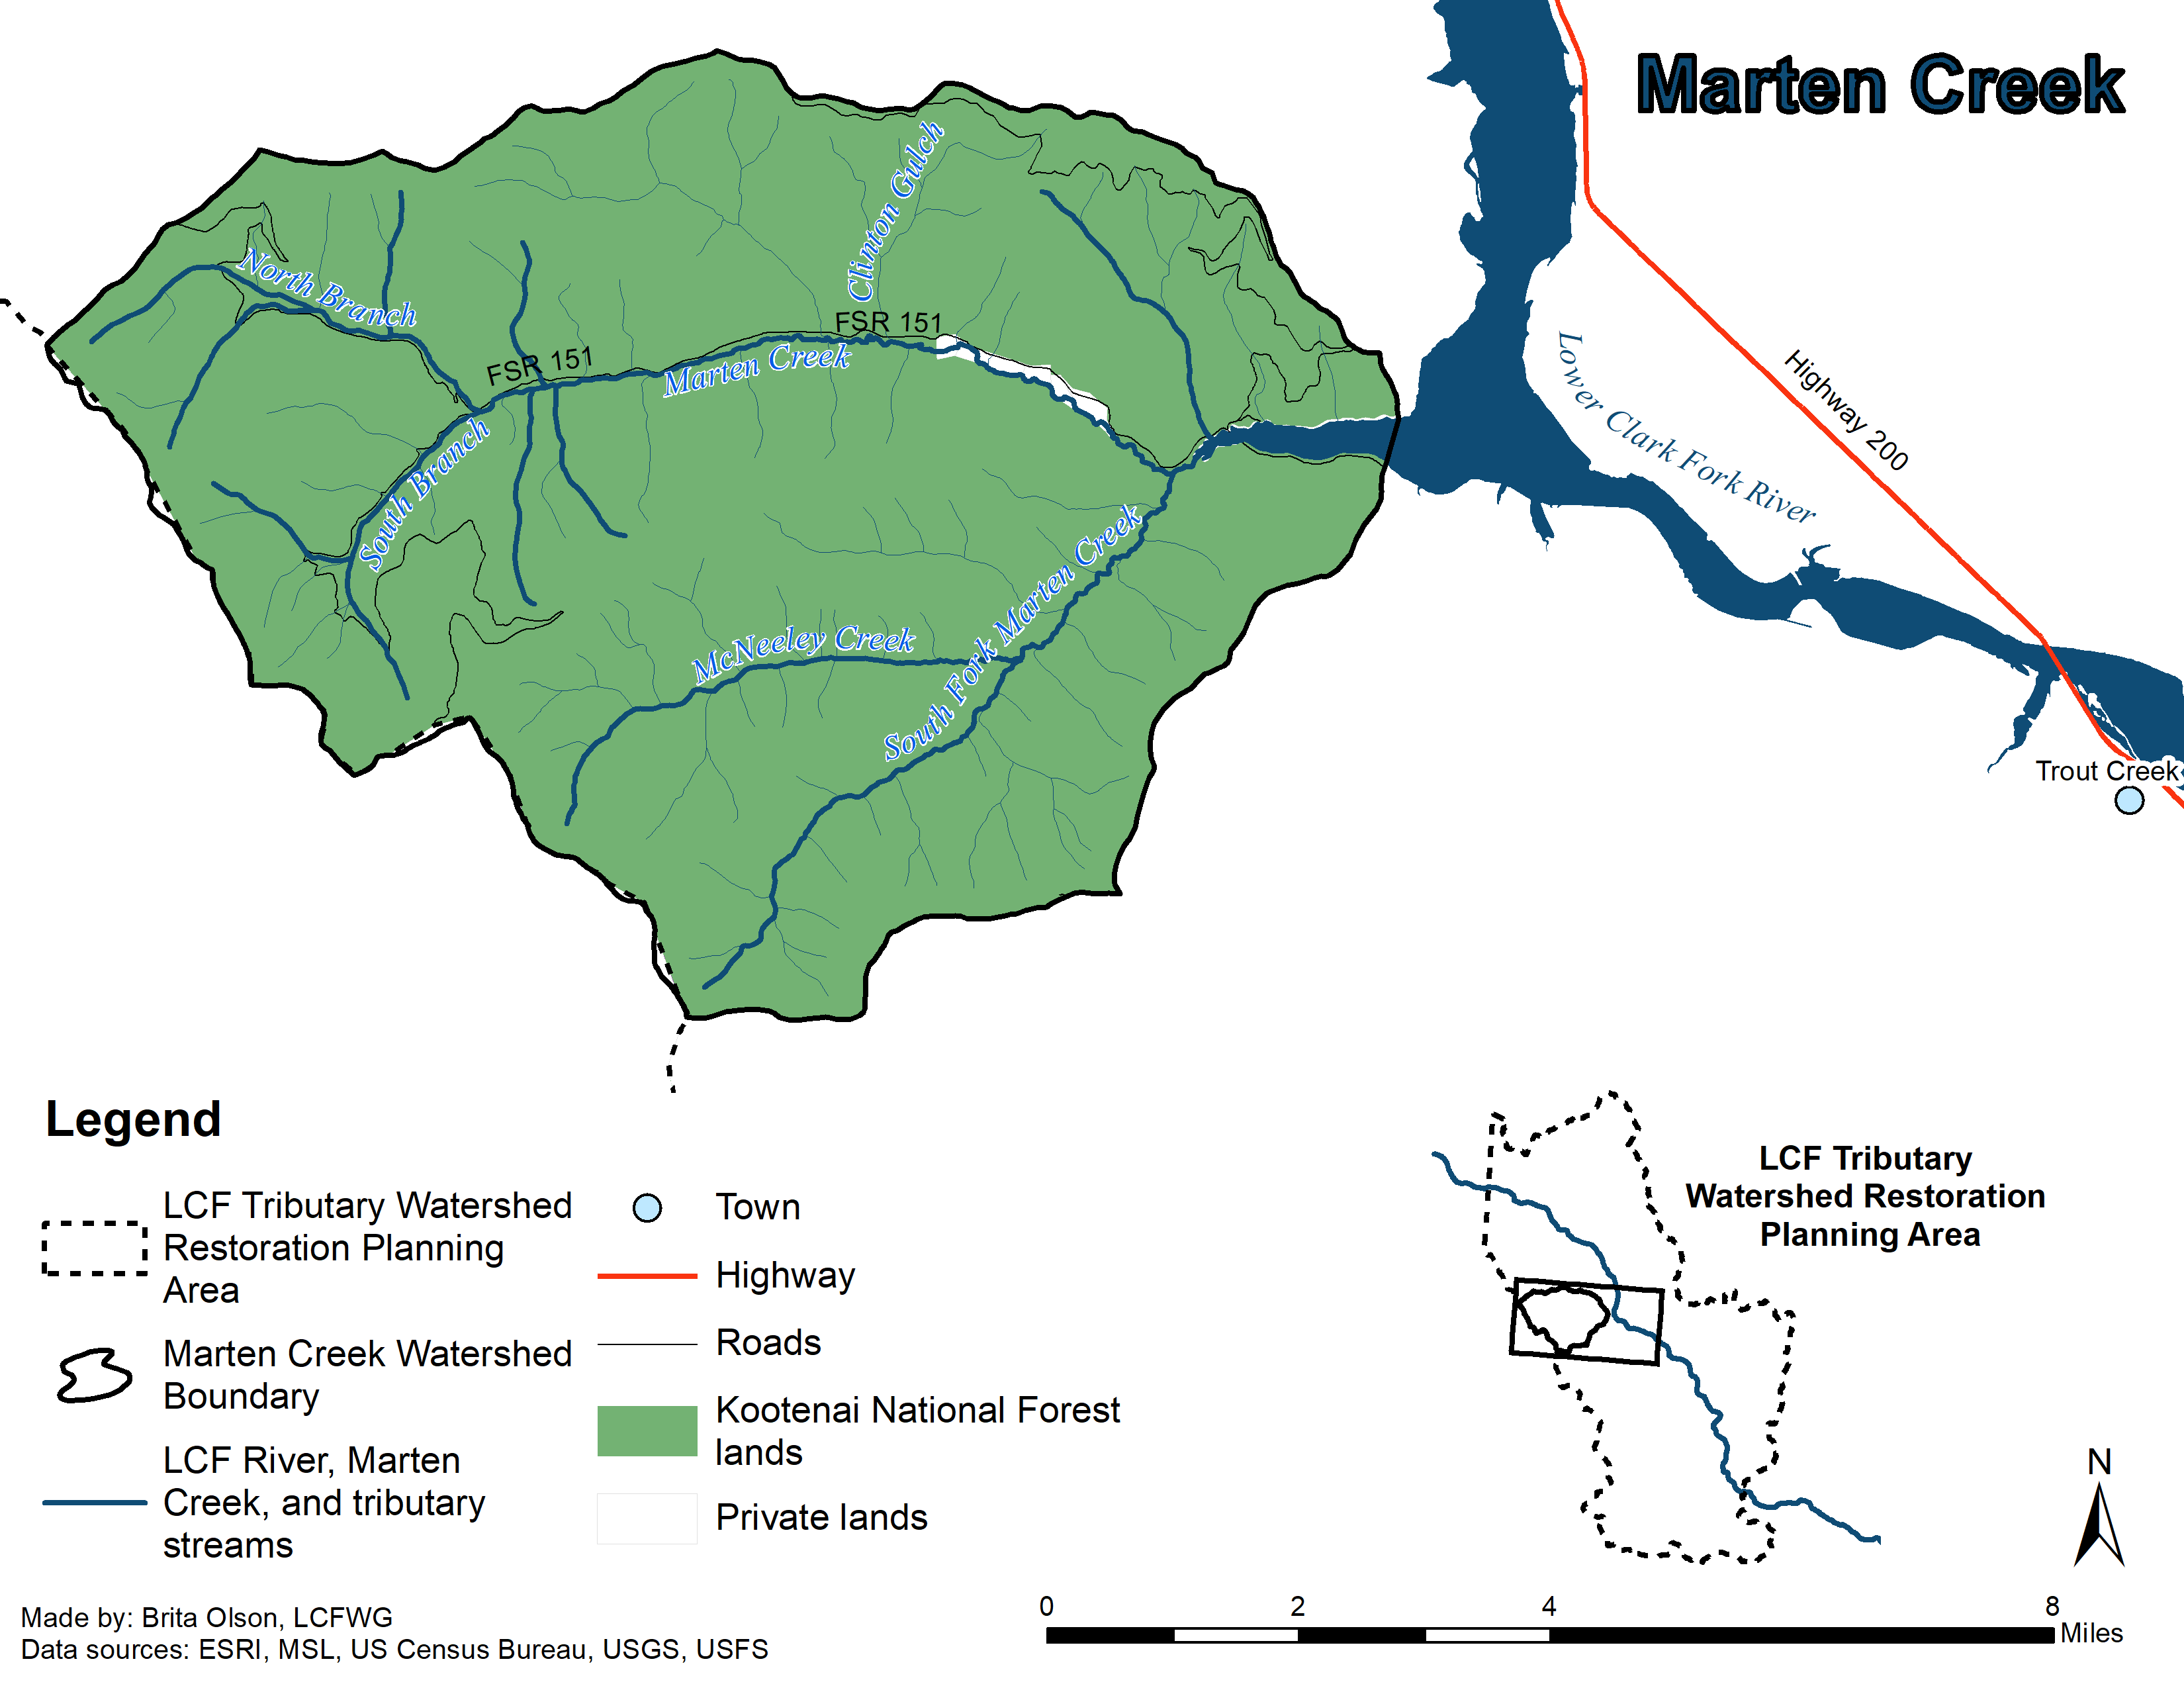 Marten Creek
Clinton Gulch
North Branch
FSR 151
FSR 151
Marten Creek
South Branch
Lower Clark Fork River
Highway 200
South Fork Marten Creek
McNeeley Creek
Trout Creek
Legend
LCF Tributary Watershed
Restoration Planning
Area
Marten Creek Watershed
Boundary
LCF River, Marten
Creek, and tributary
streams
Town
Highway
Roads
Kootenai National Forest
lands
Private lands
LCF Tributary
Watershed Restoration
Planning Area
N
0 2 4 8
Miles
Made by: Brita Olson, LCFWG
Data sources: ESRI, MSL, US Census Bureau, USGS, USFS